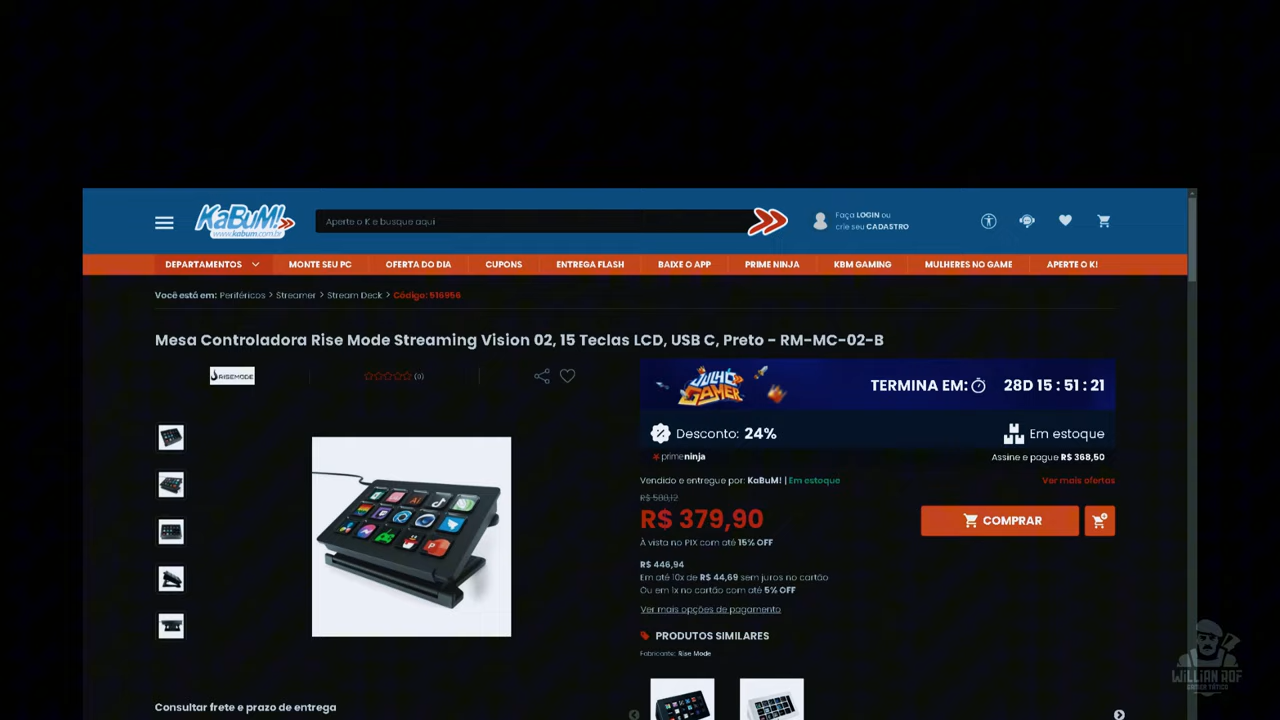 KaBuM!
www.kabum.com.br
Aperte o K e busque aqui
Faça LOGIN ou
crie seu CADASTRO
DEPARTAMENTOS
MONTE SEU PC
OFERTA DO DIA
CUPONS
ENTREGA FLASH
BAIXE O APP
PRIME NINJA
KBM GAMING
MULHERES NO GAME
APERTE O K!
Você está em: Periféricos > Streamer > Stream Deck > Código: 516956
Mesa Controladora Rise Mode Streaming Vision 02, 15 Teclas LCD, USB C, Preto - RM-MC-02-B
RISEMODE
(0)
JULHO GAMER
TERMINA EM: 28D 15 : 51 : 21
Desconto: 24%
Em estoque
primeninja
Assine e pague R$ 368,50
Vendido e entregue por: KaBuM! | Em estoque
Ver mais ofertas
R$ 588,12
R$ 379,90
COMPRAR
À vista no PIX com até 15% OFF
R$ 446,94
Em até 10x de R$ 44,69 sem juros no cartão
Ou em 1x no cartão com até 5% OFF
Ver mais opções de pagamento
PRODUTOS SIMILARES
Fabricante: Rise Mode
Consultar frete e prazo de entrega
WILLIAN ROF
GAMER TÁTICO